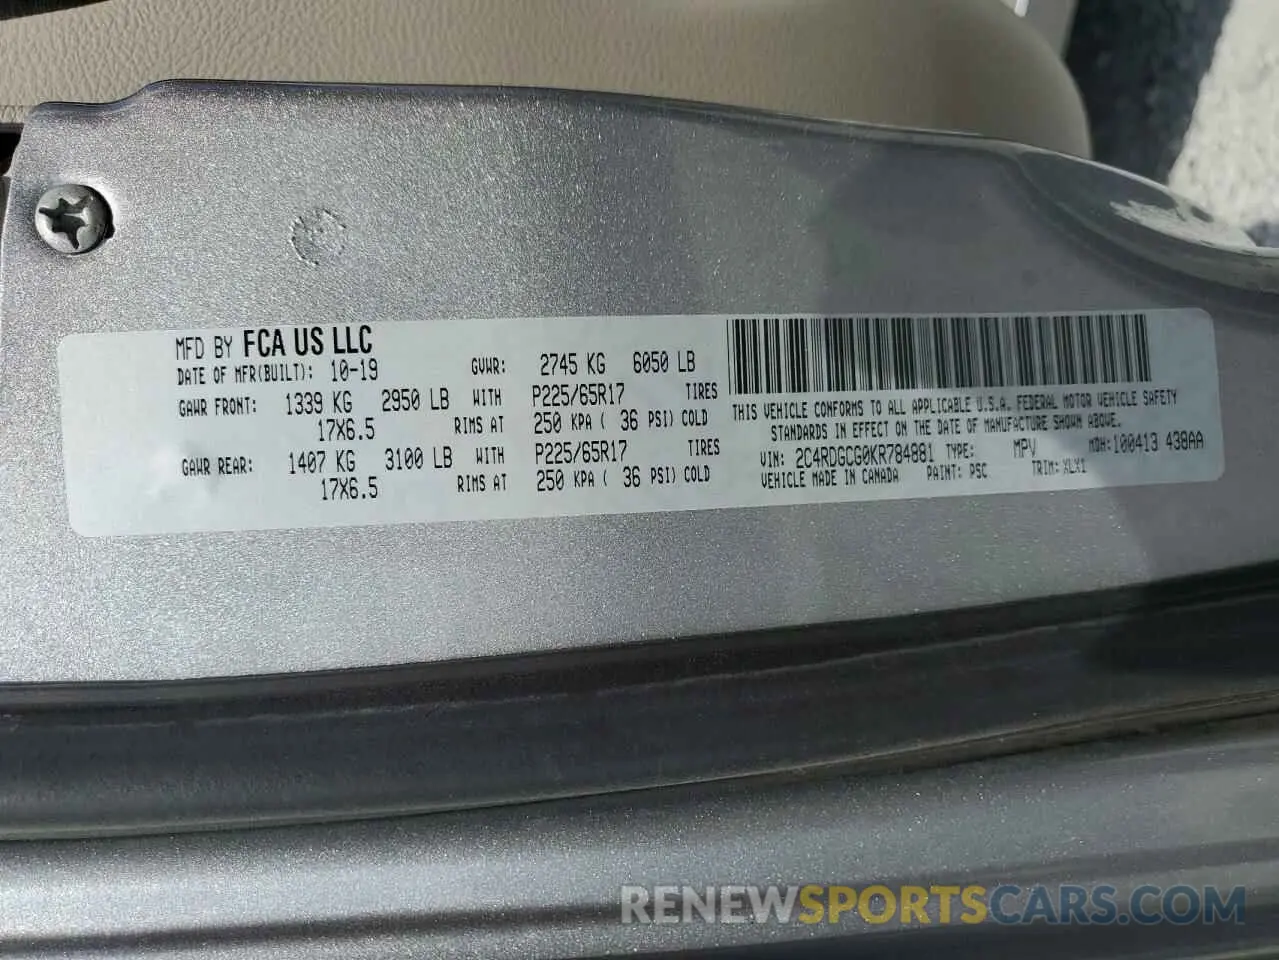 MFD BY FCA US LLC
DATE OF MFR(BUILT): 10-19 GVWR: 2745 KG 6050 LB
GAWR FRONT: 1339 KG 2950 LB WITH P225/65R17 TIRES
17X6.5 RIMS AT 250 KPA ( 36 PSI) COLD
GAWR REAR: 1407 KG 3100 LB WITH P225/65R17 TIRES
17X6.5 RIMS AT 250 KPA ( 36 PSI) COLD
THIS VEHICLE CONFORMS TO ALL APPLICABLE U.S.A. FEDERAL MOTOR VEHICLE SAFETY
STANDARDS IN EFFECT ON THE DATE OF MANUFACTURE SHOWN ABOVE.
VIN: 2C4RDGCG0KR784881 TYPE: MPV MDH:100413 438AA
VEHICLE MADE IN CANADA PAINT: PSC TRIM: XLX1
RENEWSPORTSCARS.COM